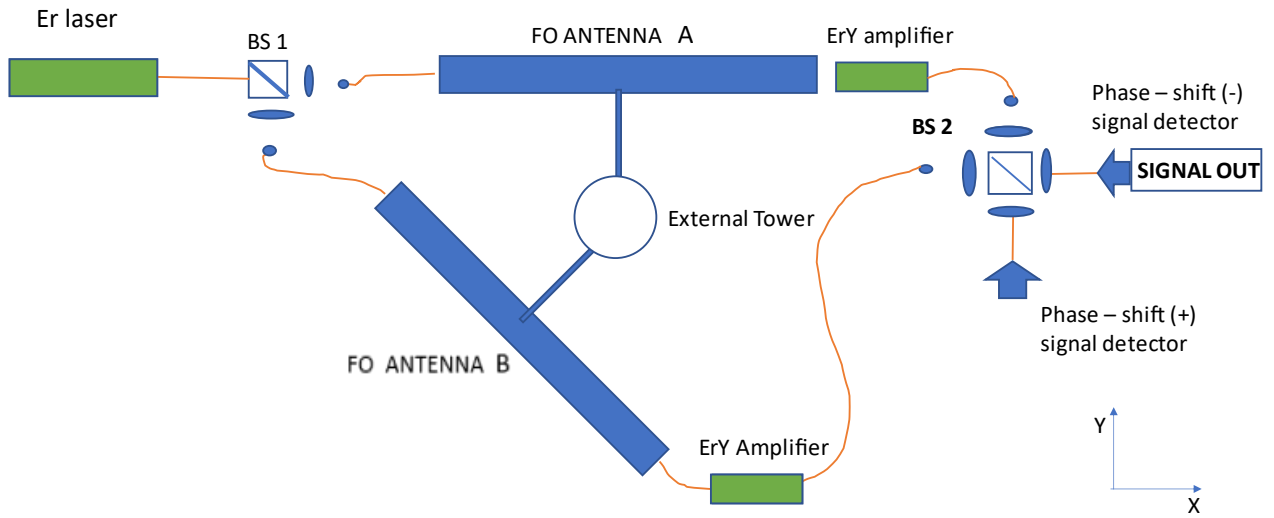 Er laser
BS 1
FO ANTENNA A
ErY amplifier
Phase – shift (-)
signal detector
BS 2
SIGNAL OUT
External Tower
Phase – shift (+)
signal detector
FO ANTENNA B
ErY Amplifier
Y
X